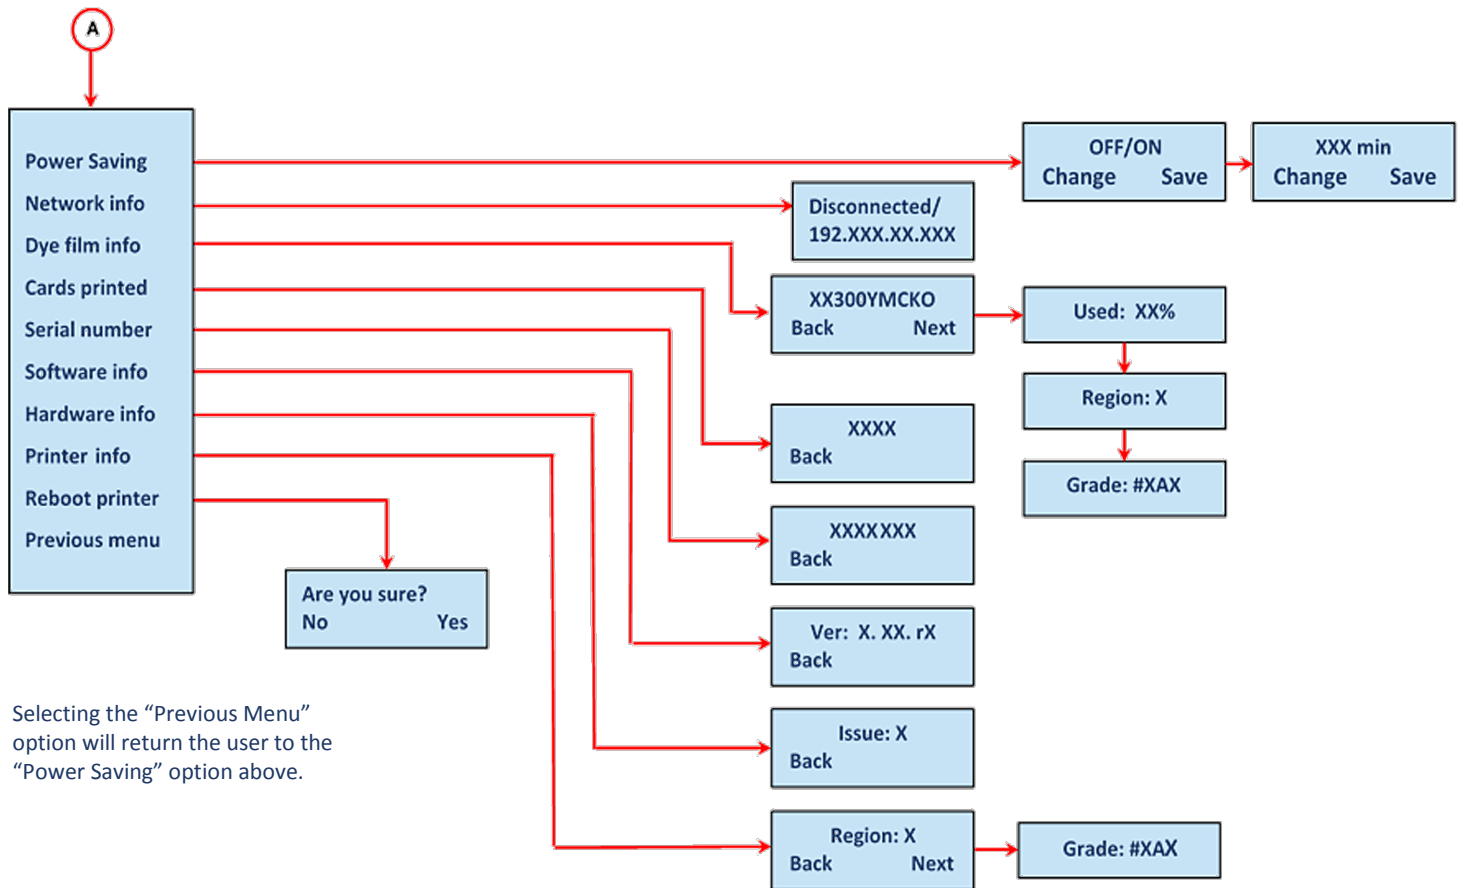 A
Power Saving
Network info
Dye film info
Cards printed
Serial number
Software info
Hardware info
Printer info
Reboot printer
Previous menu
OFF/ON
Change Save
XXX min
Change Save
Disconnected/
192.XXX.XX.XXX
XX300YMCKO
Back Next
Used: XX%
Region: X
Grade: #XAX
XXXX
Back
XXXXXXX
Back
Ver: X. XX. rX
Back
Issue: X
Back
Region: X
Back Next
Grade: #XAX
Are you sure?
No Yes
Selecting the “Previous Menu”
option will return the user to the
“Power Saving” option above.